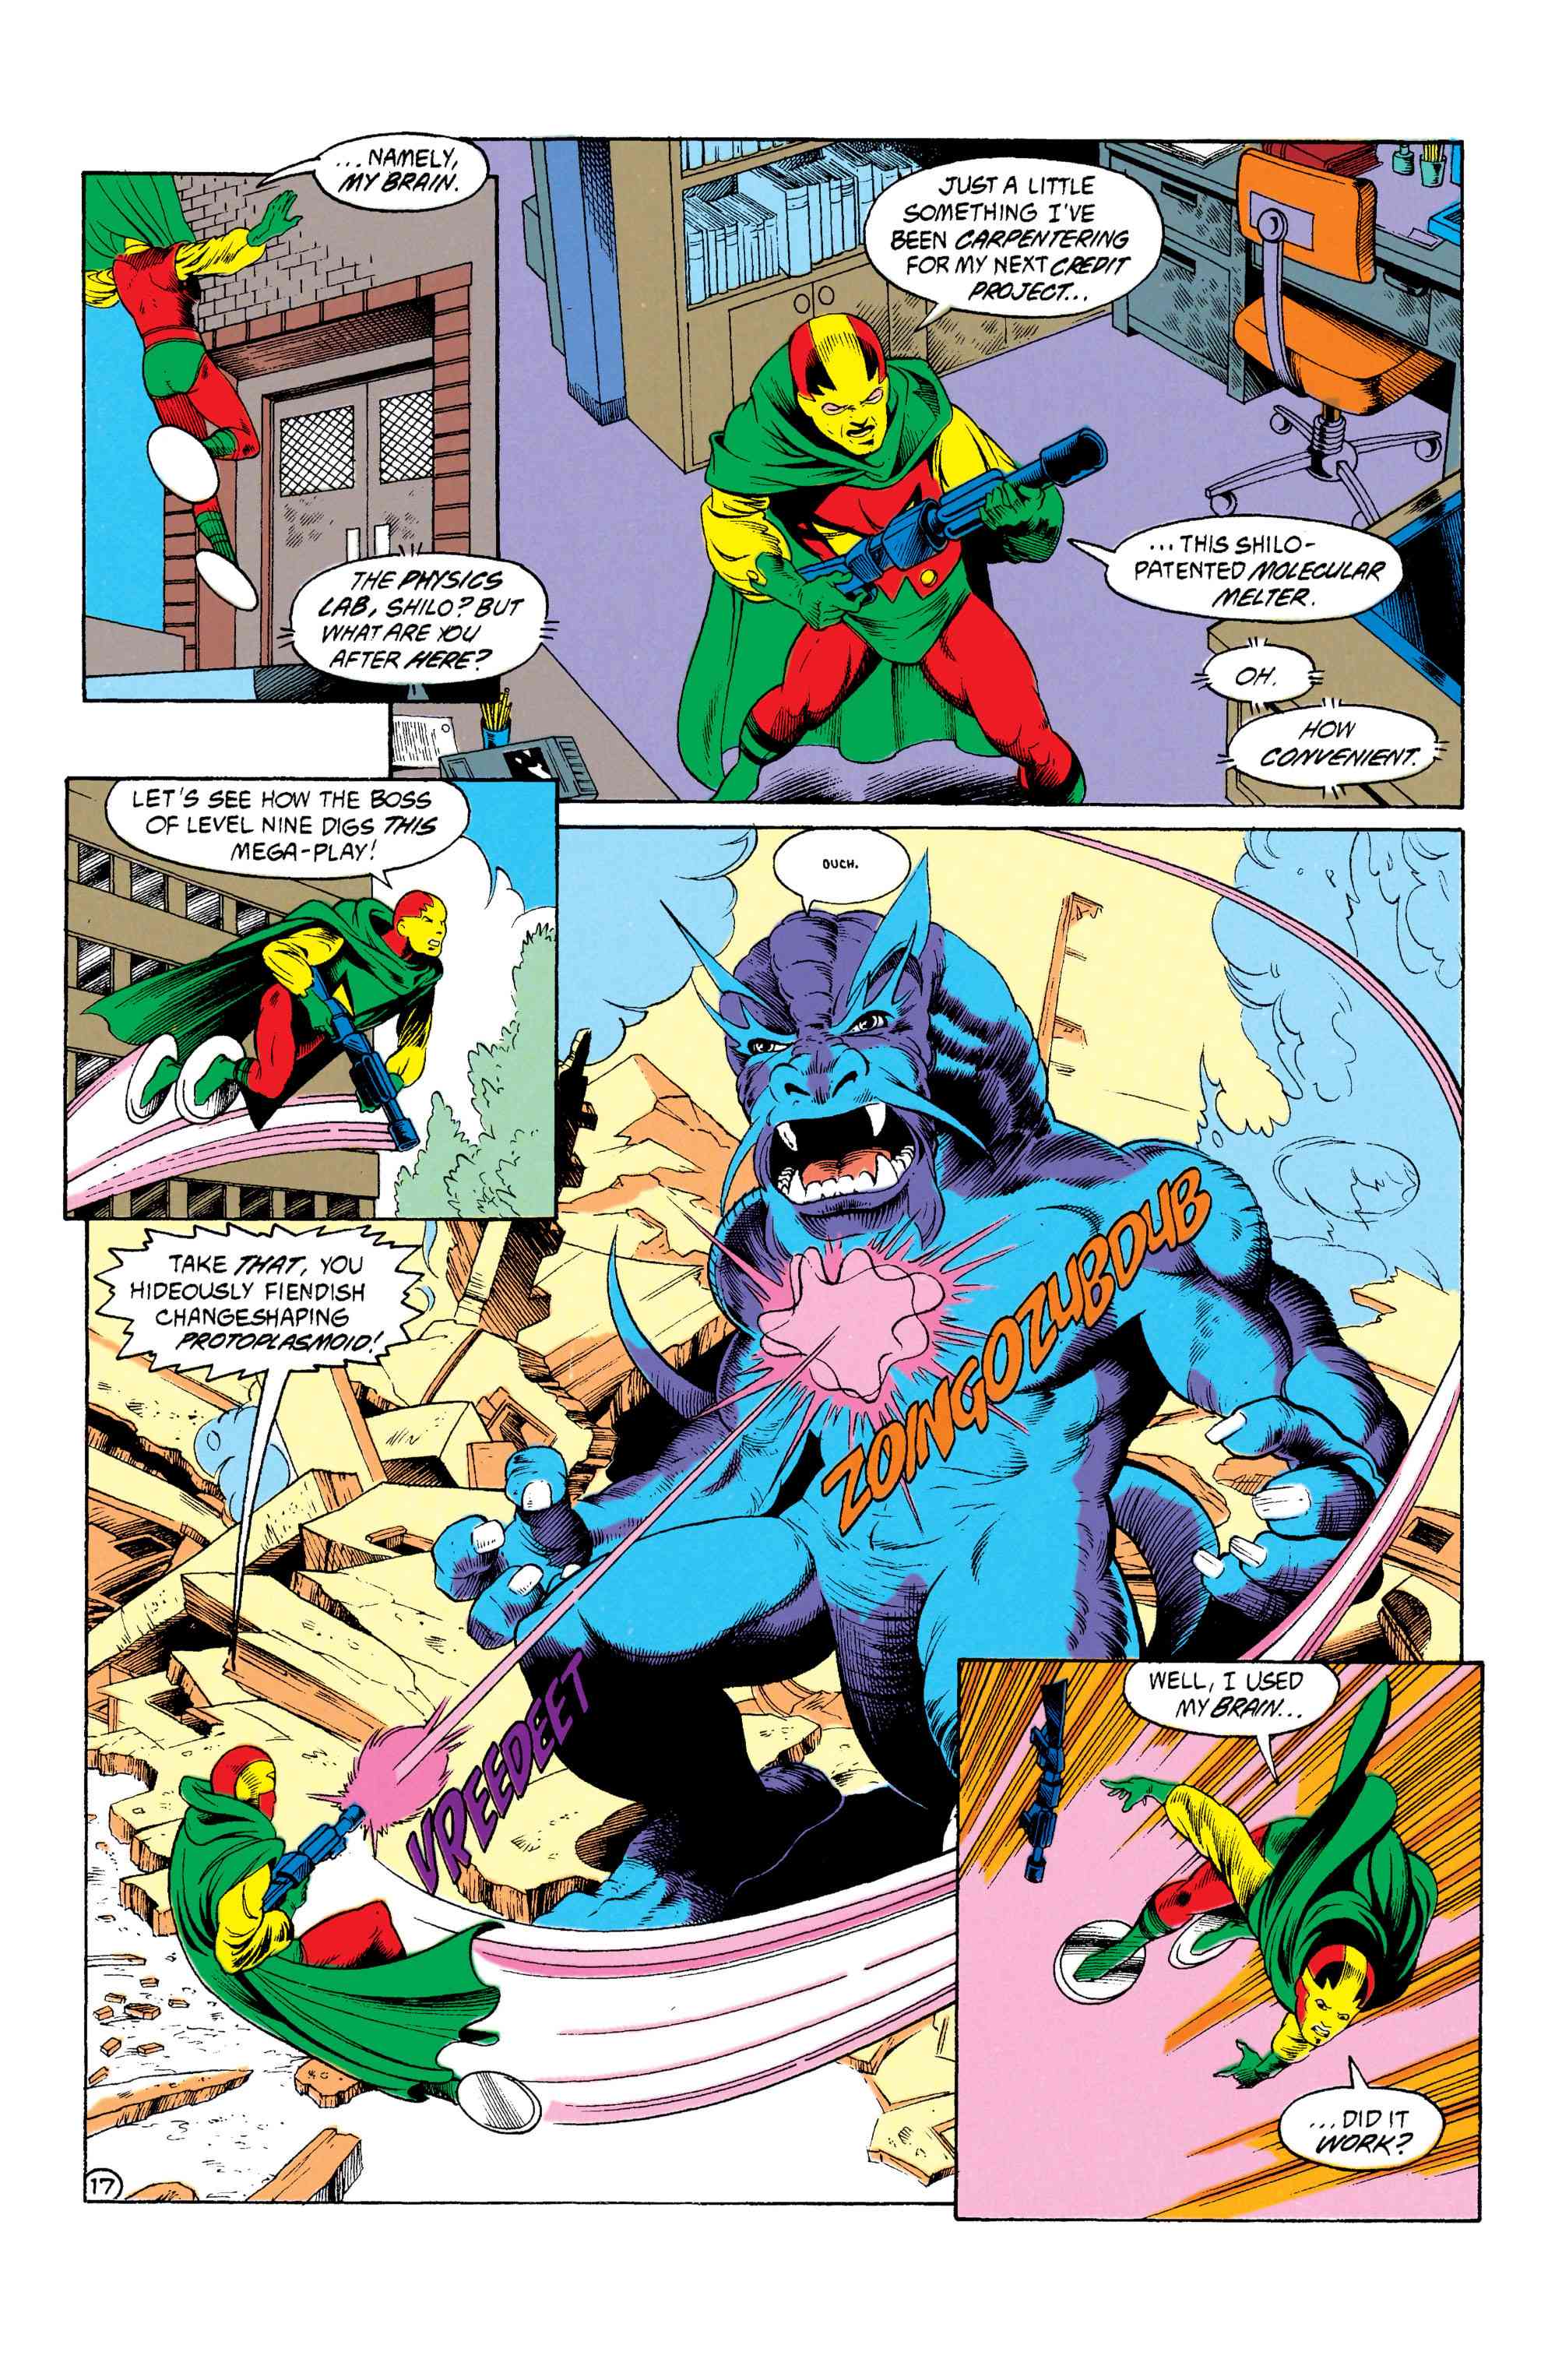 ...NAMELY,
MY BRAIN.
THE PHYSICS
LAB, SHILO? BUT
WHAT ARE YOU
AFTER HERE?
JUST A LITTLE
SOMETHING I'VE
BEEN CARPENTERING
FOR MY NEXT CREDIT
PROJECT...
...THIS SHILO-
PATENTED MOLECULAR
MELTER.
OH.
HOW
CONVENIENT.
LET'S SEE HOW THE BOSS
OF LEVEL NINE DIGS THIS
MEGA-PLAY!
OUCH.
TAKE THAT, YOU
HIDEOUSLY FIENDISH
CHANGESHAPING
PROTOPLASMOID!
ZOINGOZUBDUB
VREEDEET
WELL, I USED
MY BRAIN...
...DID IT
WORK?
17